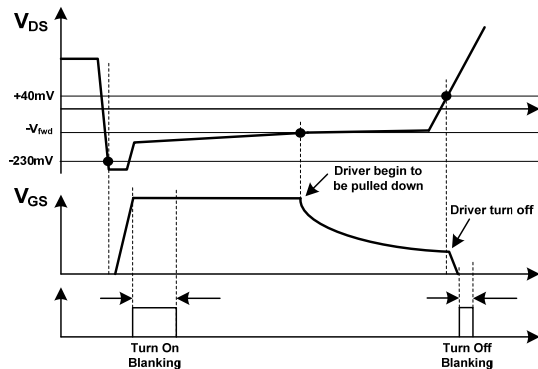 VDS
+40mV
-Vfwd
-230mV
Driver begin to
be pulled down
VGS
Driver turn off
Turn On
Blanking
Turn Off
Blanking